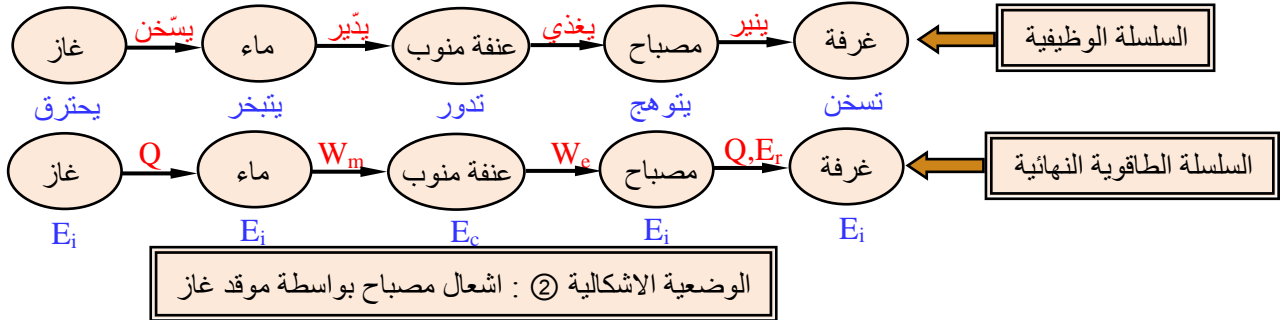 غاز يسّخن ماء يدّير عنفة منوب يغذي مصباح ينير غرفة السلسلة الوظيفية
يحترق يتبخر تدور يتوهج تسخن
غاز Q ماء Wm عنفة منوب We مصباح Q,Er غرفة السلسلة الطاقوية النهائية
Ei Ei Ec Ei Ei
الوضعية الاشكالية ② : اشعال مصباح بواسطة موقد غاز